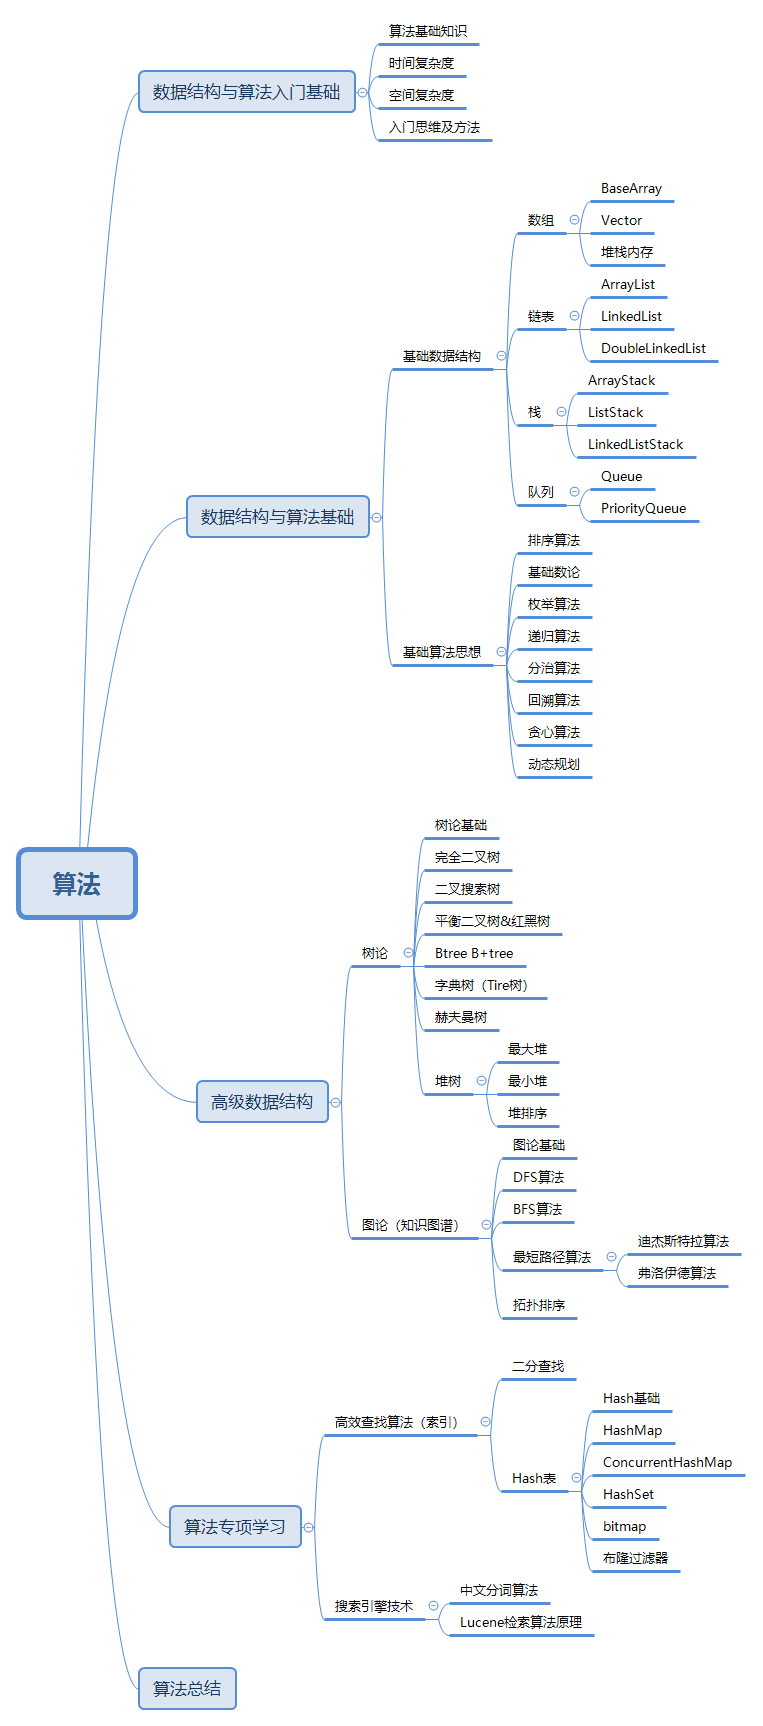 算法
数据结构与算法入门基础
算法基础知识
时间复杂度
空间复杂度
入门思维及方法
数据结构与算法基础
基础数据结构
数组
BaseArray
Vector
堆栈内存
链表
ArrayList
LinkedList
DoubleLinkedList
栈
ArrayStack
ListStack
LinkedListStack
队列
Queue
PriorityQueue
基础算法思想
排序算法
基础数论
枚举算法
递归算法
分治算法
回溯算法
贪心算法
动态规划
高级数据结构
树论
树论基础
完全二叉树
二叉搜索树
平衡二叉树&红黑树
Btree B+tree
字典树（Tire树）
赫夫曼树
堆树
最大堆
最小堆
堆排序
图论（知识图谱）
图论基础
DFS算法
BFS算法
最短路径算法
迪杰斯特拉算法
弗洛伊德算法
拓扑排序
算法专项学习
高效查找算法（索引）
二分查找
Hash表
Hash基础
HashMap
ConcurrentHashMap
HashSet
bitmap
布隆过滤器
搜索引擎技术
中文分词算法
Lucene检索算法原理
算法总结